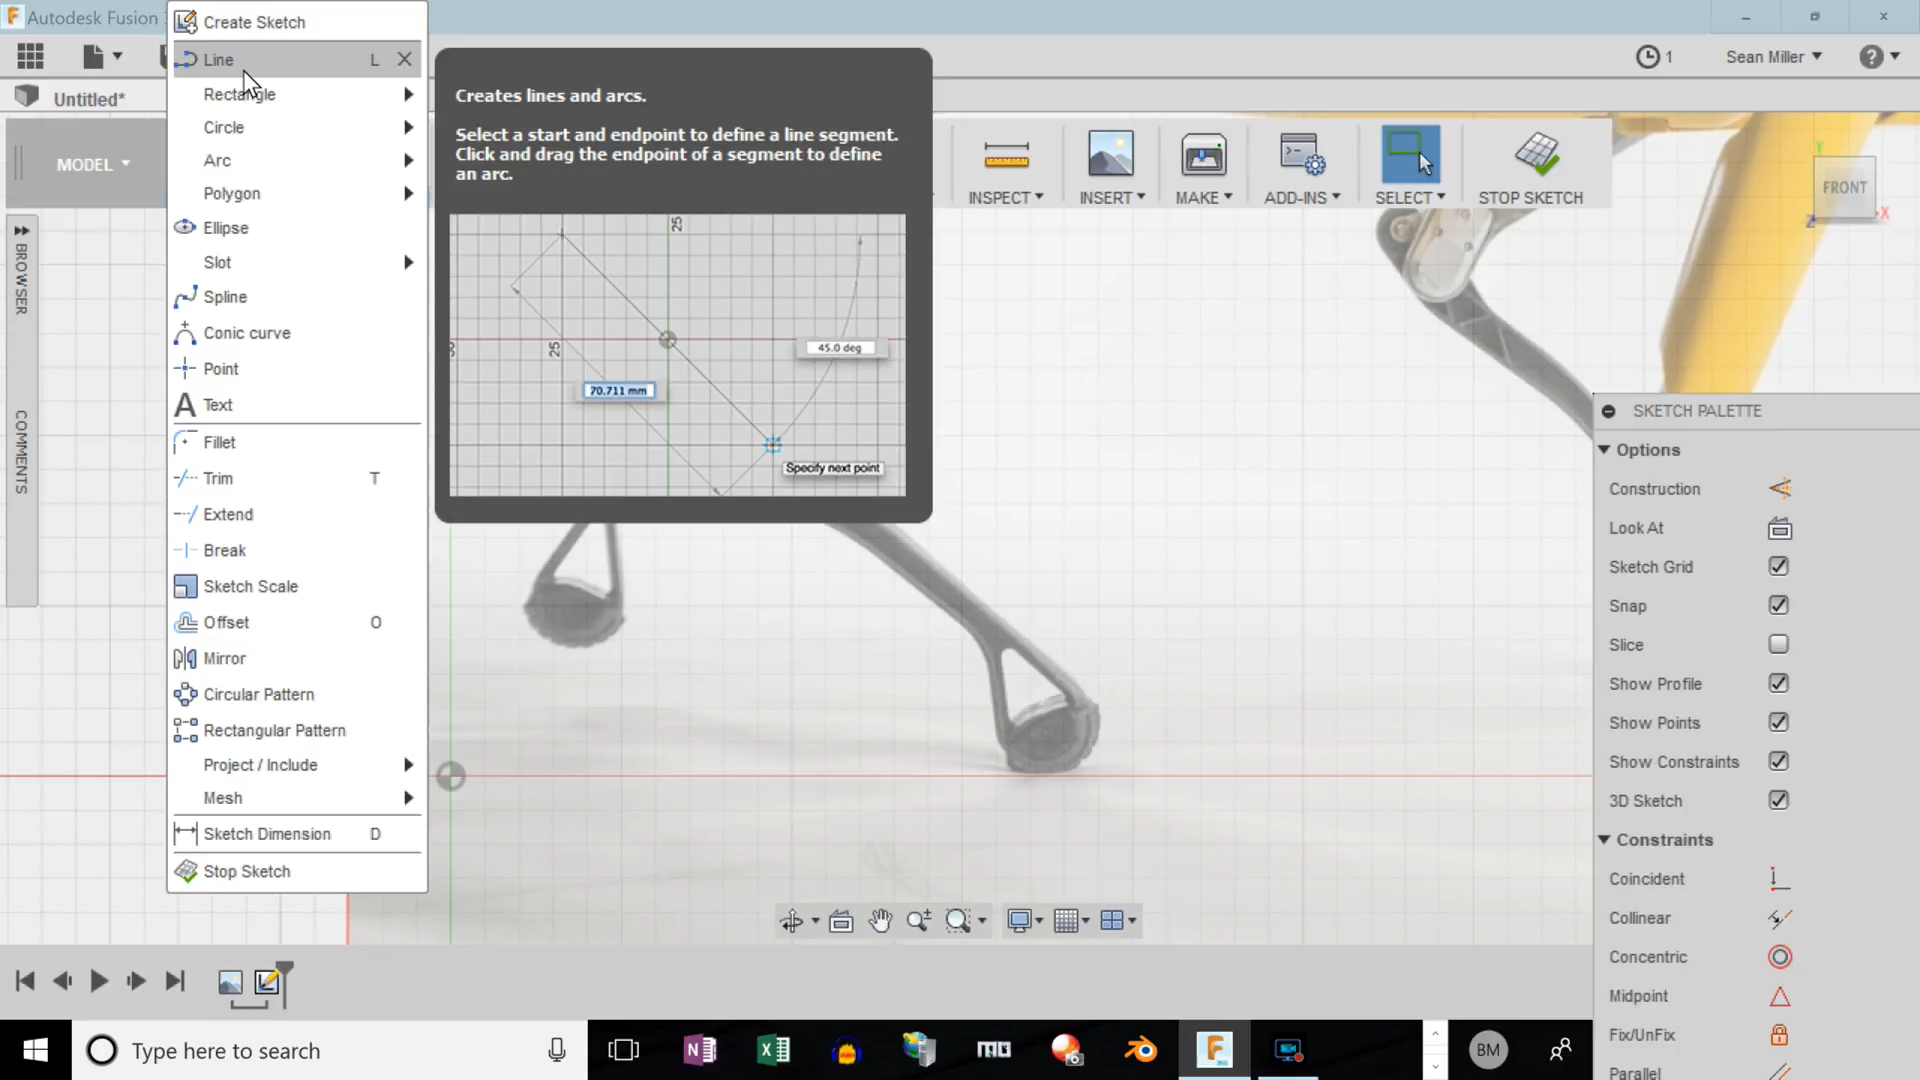 Autodesk Fusion
1
Sean Miller
?
Untitled*
MODEL
Create Sketch
Line L
Rectangle
Circle
Arc
Polygon
Ellipse
Slot
Spline
Conic curve
Point
Text
Fillet
Trim T
Extend
Break
Sketch Scale
Offset O
Mirror
Circular Pattern
Rectangular Pattern
Project / Include
Mesh
Sketch Dimension D
Stop Sketch
Creates lines and arcs.
Select a start and endpoint to define a line segment.
Click and drag the endpoint of a segment to define
an arc.
25
25
45.0 deg
70.711 mm
Specify next point
INSPECT
INSERT
MAKE
ADD-INS
SELECT
STOP SKETCH
FRONT
Y
X
Z
BROWSER
COMMENTS
SKETCH PALETTE
Options
Construction
Look At
Sketch Grid
Snap
Slice
Show Profile
Show Points
Show Constraints
3D Sketch
Constraints
Coincident
Collinear
Concentric
Midpoint
Fix/UnFix
Parallel
Type here to search
BM